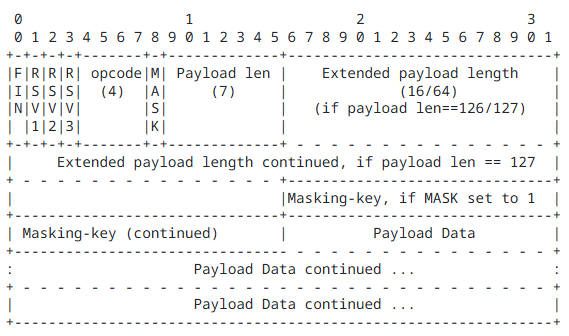 0                   1                   2                   3
 0 1 2 3 4 5 6 7 8 9 0 1 2 3 4 5 6 7 8 9 0 1 2 3 4 5 6 7 8 9 0 1
+-+-+-+-+-------+-+-------------+-------------------------------+
|F|R|R|R| opcode|M| Payload len |    Extended payload length    |
|I|S|S|S|  (4)  |A|     (7)     |             (16/64)           |
|N|V|V|V|       |S|             |   (if payload len==126/127)   |
| |1|2|3|       |K|             |                               |
+-+-+-+-+-------+-+-------------+ - - - - - - - - - - - - - - - +
|     Extended payload length continued, if payload len == 127  |
+ - - - - - - - - - - - - - - - +-------------------------------+
|                               |Masking-key, if MASK set to 1  |
+-------------------------------+-------------------------------+
| Masking-key (continued)       |          Payload Data         |
+-------------------------------- - - - - - - - - - - - - - - - +
:                     Payload Data continued ...                :
+ - - - - - - - - - - - - - - - - - - - - - - - - - - - - - - - +
|                     Payload Data continued ...                |
+---------------------------------------------------------------+